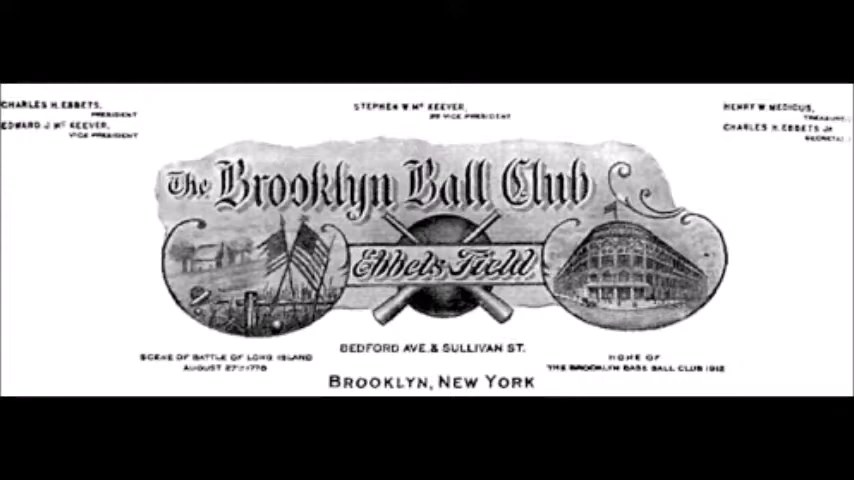 CHARLES H. EBBETS,
PRESIDENT
EDWARD J. McKEEVER,
VICE PRESIDENT
STEPHEN W. McKEEVER,
2D VICE PRESIDENT
HENRY W. MEDICUS,
TREASURER
CHARLES H. EBBETS Jr.
SECRETARY
The Brooklyn Ball Club
Ebbets Field
SCENE OF BATTLE OF LONG ISLAND
AUGUST 27TH 1776
BEDFORD AVE. & SULLIVAN ST.
BROOKLYN, NEW YORK
HOME OF
THE BROOKLYN BASE BALL CLUB 1912